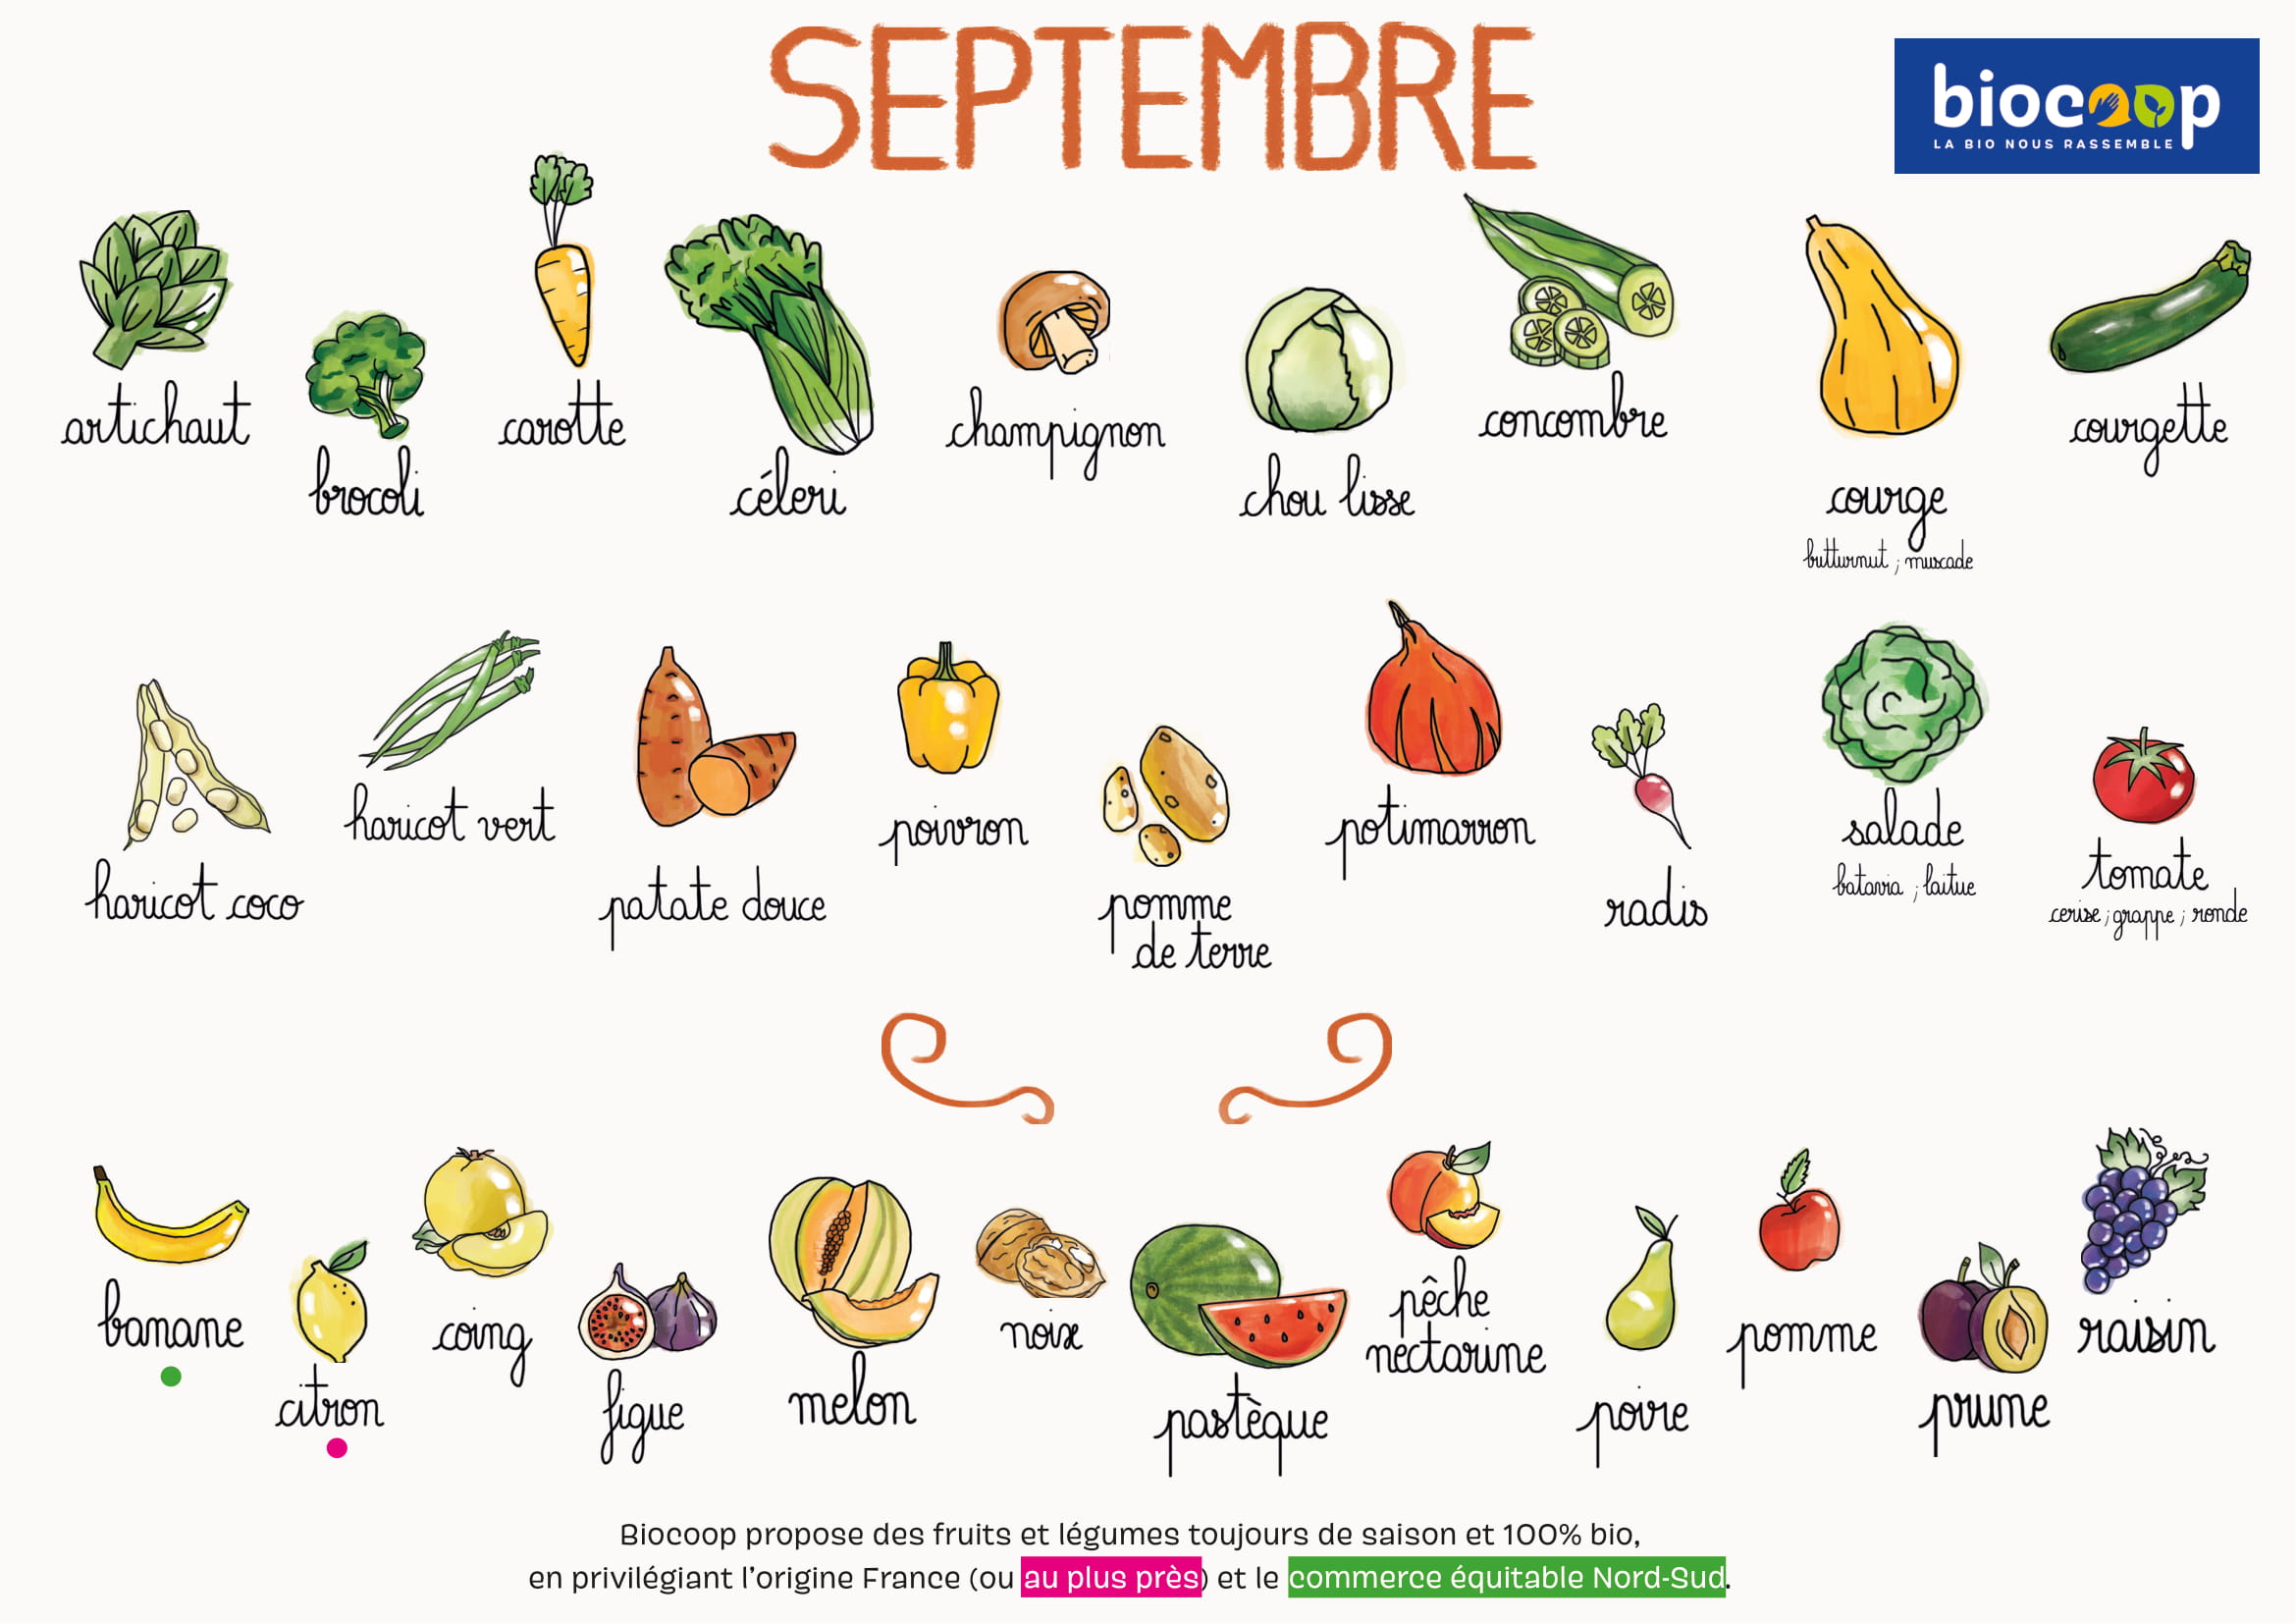 SEPTEMBRE
biocoop
LA BIO NOUS RASSEMBLE
artichaut
brocoli
carotte
céleri
champignon
chou lisse
concombre
courge
butturnut ; muscade
courgette
haricot coco
haricot vert
patate douce
poivron
pomme
de terre
potimarron
radis
salade
batavia ; laitue
tomate
cerise ; grappe ; ronde
banane
citron
coing
figue
melon
noix
pastèque
pêche
nectarine
poire
pomme
prune
raisin
Biocoop propose des fruits et légumes toujours de saison et 100% bio,
en privilégiant l'origine France (ou au plus près) et le commerce équitable Nord-Sud.